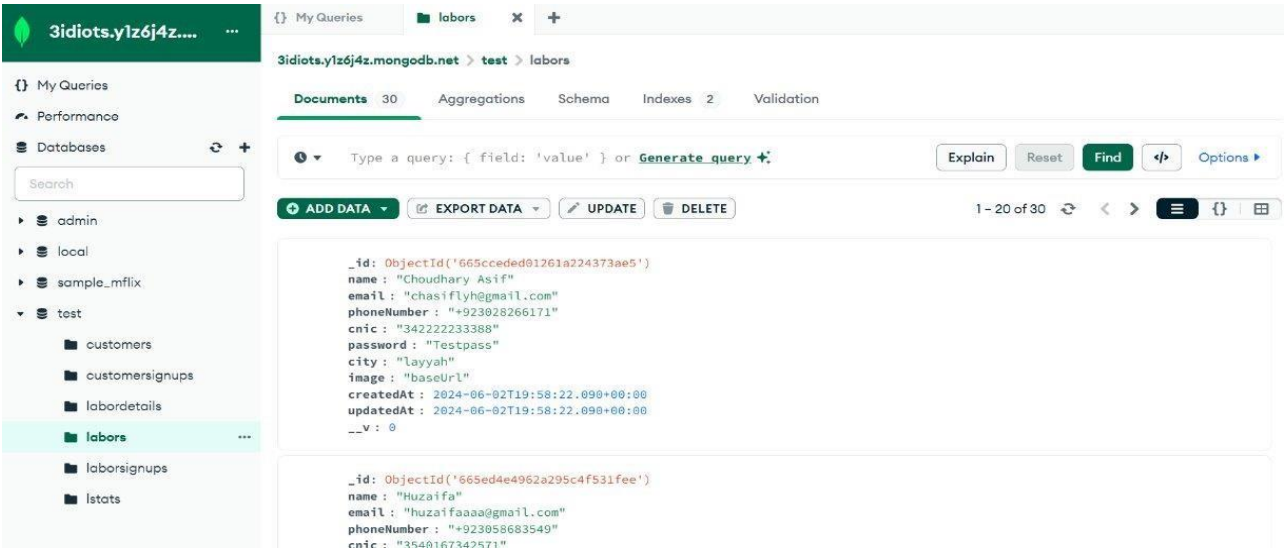 3idiots.y1z6j4z....
{} My Queries
Performance
Databases
Search
admin
local
sample_mflix
test
customers
customersignups
labordetails
labors
laborsignups
lstats
{} My Queries
labors
3idiots.y1z6j4z.mongodb.net > test > labors
Documents 30 Aggregations Schema Indexes 2 Validation
Type a query: { field: 'value' } or Generate query
Explain Reset Find </> Options
ADD DATA EXPORT DATA UPDATE DELETE 1 – 20 of 30 {}
_id: ObjectId('665cceded01261a224373ae5')
name : "Choudhary Asif"
email : "chasiflyh@gmail.com"
phoneNumber : "+923028266171"
cnic : "342222233388"
password : "Testpass"
city : "layyah"
image : "baseUrl"
createdAt : 2024-06-02T19:58:22.090+00:00
updatedAt : 2024-06-02T19:58:22.090+00:00
__v : 0
_id: ObjectId('665ed4e4962a295c4f531fee')
name : "Huzaifa"
email : "huzaifaaaa@gmail.com"
phoneNumber : "+923058683549"
cnic : "3540167342571"